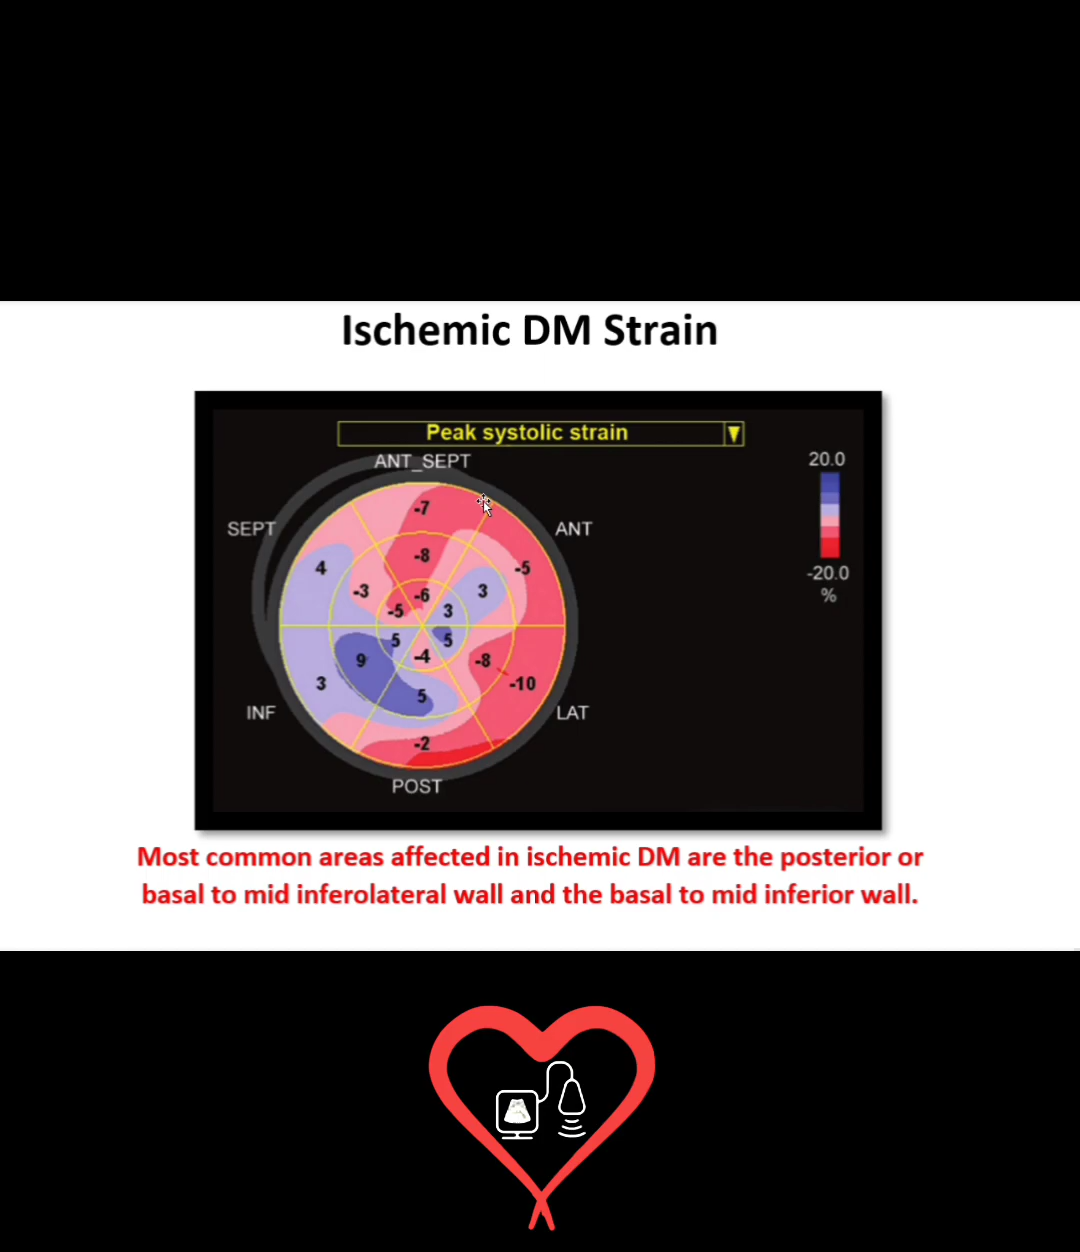 Ischemic DM Strain
Peak systolic strain
ANT_SEPT
20.0
SEPT
ANT
-7
-8
4
-5
-20.0
%
-3
3
-6
-5
3
5
5
-4
9
-8
3
-10
5
INF
LAT
-2
POST
Most common areas affected in ischemic DM are the posterior or
basal to mid inferolateral wall and the basal to mid inferior wall.